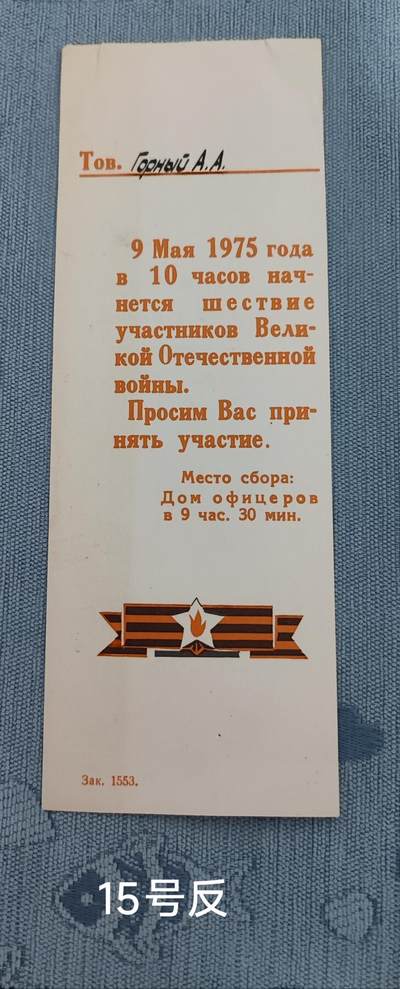 Тов. Горный А.А.
9 Мая 1975 года
в 10 часов нач-
нется шествие
участников Вели-
кой Отечественной
войны.
Просим Вас при-
нять участие.
Место сбора:
Дом офицеров
в 9 час. 30 мин.
Зак. 1553.
15号反